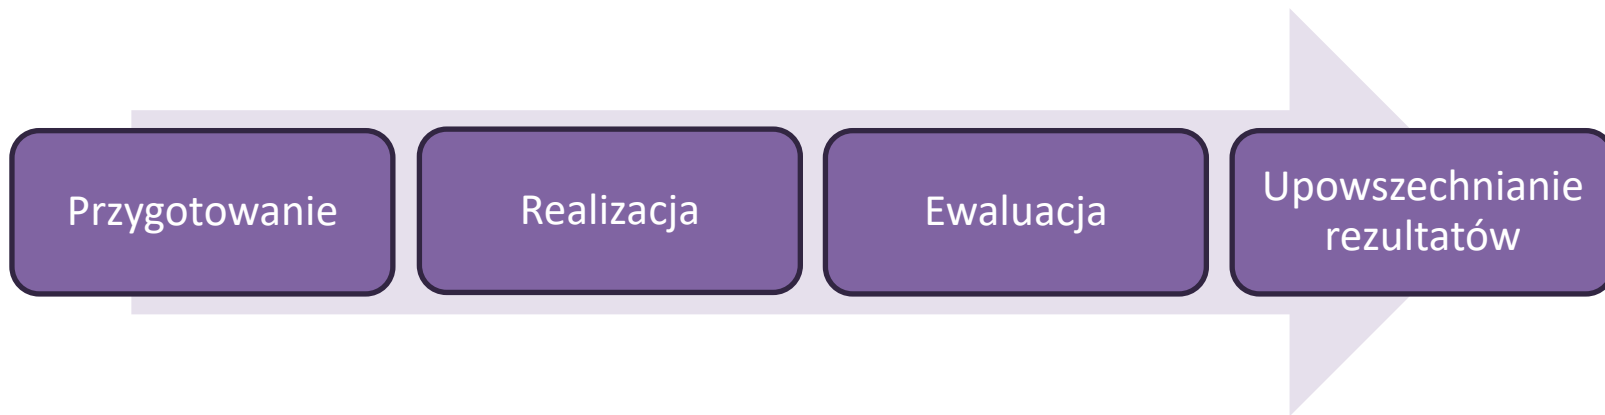 Przygotowanie
Realizacja
Ewaluacja
Upowszechnianie
rezultatów